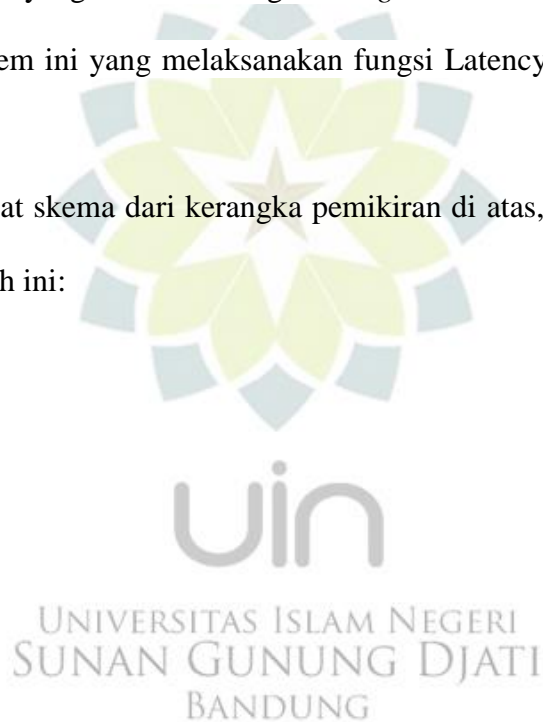 em ini yang melaksanakan fungsi Latency
at skema dari kerangka pemikiran di atas,
h ini:
uin
UNIVERSITAS ISLAM NEGERI
SUNAN GUNUNG DJATI
BANDUNG